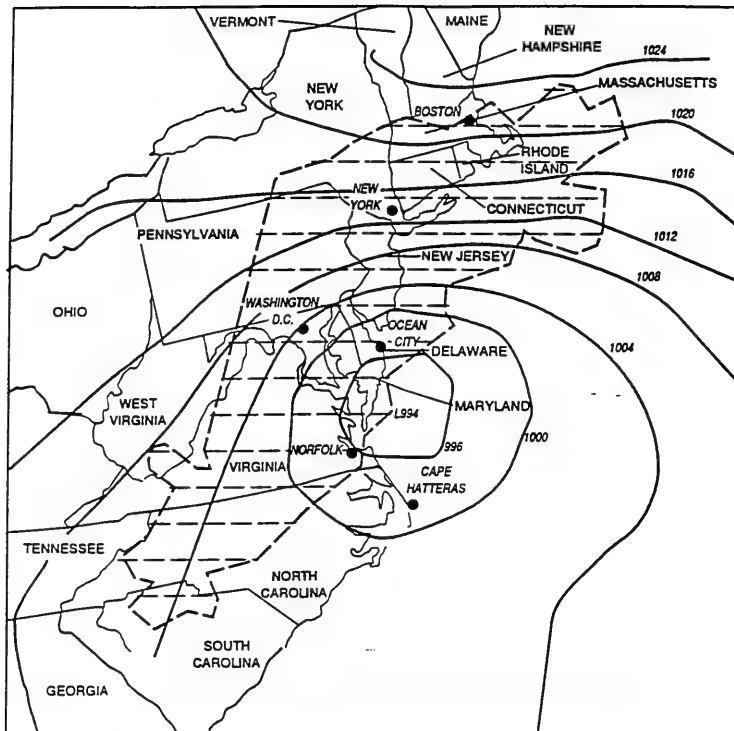 VERMONT
MAINE
NEW
HAMPSHIRE
1024
NEW
YORK
MASSACHUSETTS
BOSTON
1020
RHODE
ISLAND
1016
NEW
YORK
CONNECTICUT
PENNSYLVANIA
1012
NEW JERSEY
1008
OHIO
WASHINGTON
D.C.
OCEAN
CITY
1004
DELAWARE
WEST
VIRGINIA
MARYLAND
L994
1000
NORFOLK
996
VIRGINIA
CAPE
HATTERAS
TENNESSEE
NORTH
CAROLINA
SOUTH
CAROLINA
GEORGIA